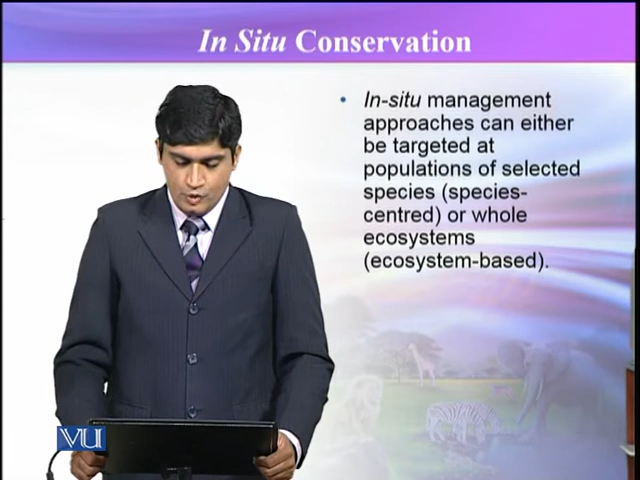 In Situ Conservation
• In-situ management
approaches can either
be targeted at
populations of selected
species (species-
centred) or whole
ecosystems
(ecosystem-based).
VU